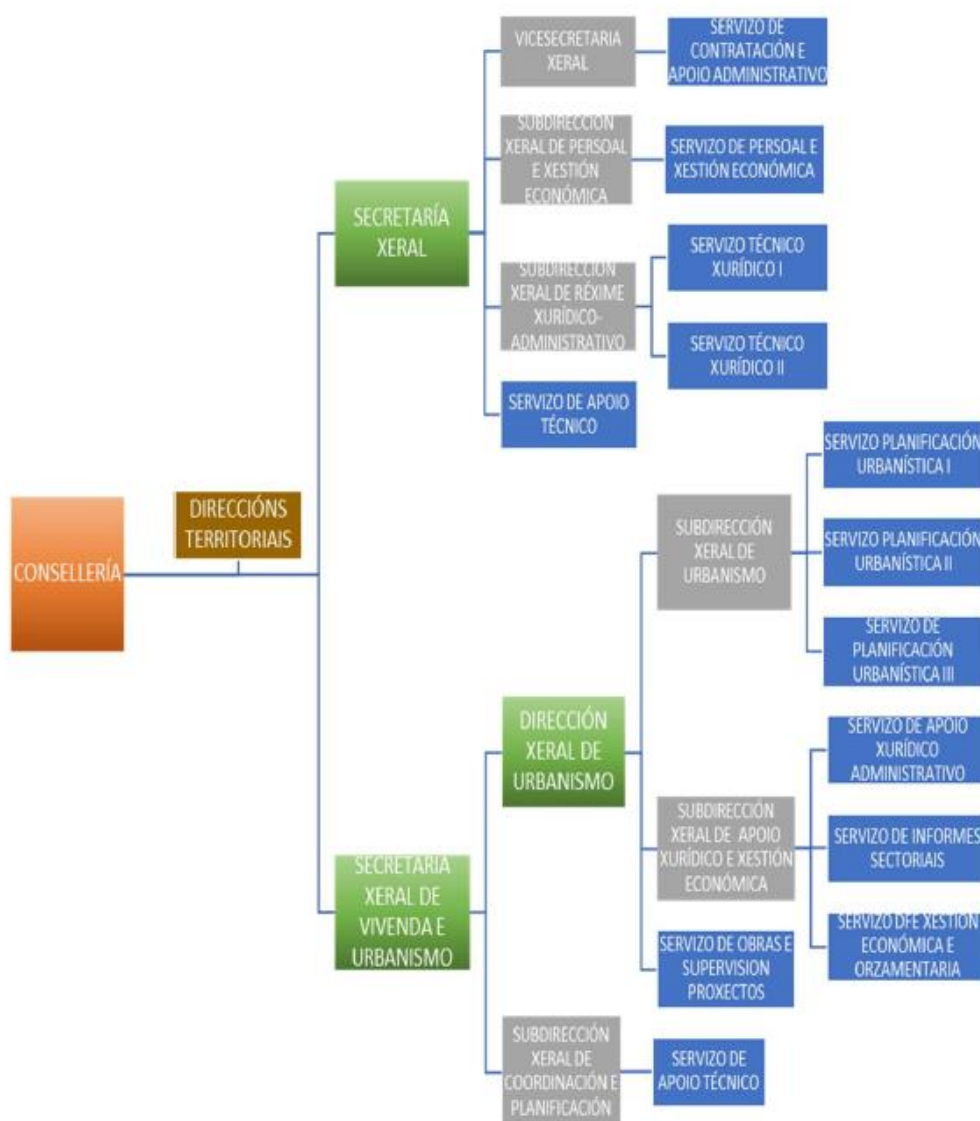 CONSELLERÍA
DIRECCIÓNS
TERRITORIAIS
SECRETARÍA
XERAL
VICESECRETARIA
XERAL
SERVIZO DE
CONTRATACIÓN E
APOIO ADMINISTRATIVO
SUBDIRECCIÓN
XERAL DE PERSOAL
E XESTIÓN
ECONÓMICA
SERVIZO DE PERSOAL E
XESTIÓN ECONÓMICA
SUBDIRECCIÓN
XERAL DE RÉXIME
XURÍDICO-
ADMINISTRATIVO
SERVIZO TÉCNICO
XURÍDICO I
SERVIZO TÉCNICO
XURÍDICO II
SERVIZO DE APOIO
TÉCNICO
SECRETARIA
XERAL DE
VIVENDA E
URBANISMO
DIRECCIÓN
XERAL DE
URBANISMO
SUBDIRECCIÓN
XERAL DE
URBANISMO
SERVIZO PLANIFICACIÓN
URBANÍSTICA I
SERVIZO PLANIFICACIÓN
URBANÍSTICA II
SERVIZO DE
PLANIFICACIÓN
URBANÍSTICA III
SUBDIRECCIÓN
XERAL DE APOIO
XURÍDICO E XESTIÓN
ECONÓMICA
SERVIZO DE APOIO
XURÍDICO
ADMINISTRATIVO
SERVIZO DE INFORMES
SECTORIAIS
SERVIZO DFE XESTIÓN
ECONÓMICA E
ORZAMENTARIA
SERVIZO DE OBRAS E
SUPERVISION
PROXECTOS
SUBDIRECCIÓN
XERAL DE
COORDINACIÓN E
PLANIFICACIÓN
SERVIZO DE
APOIO TÉCNICO